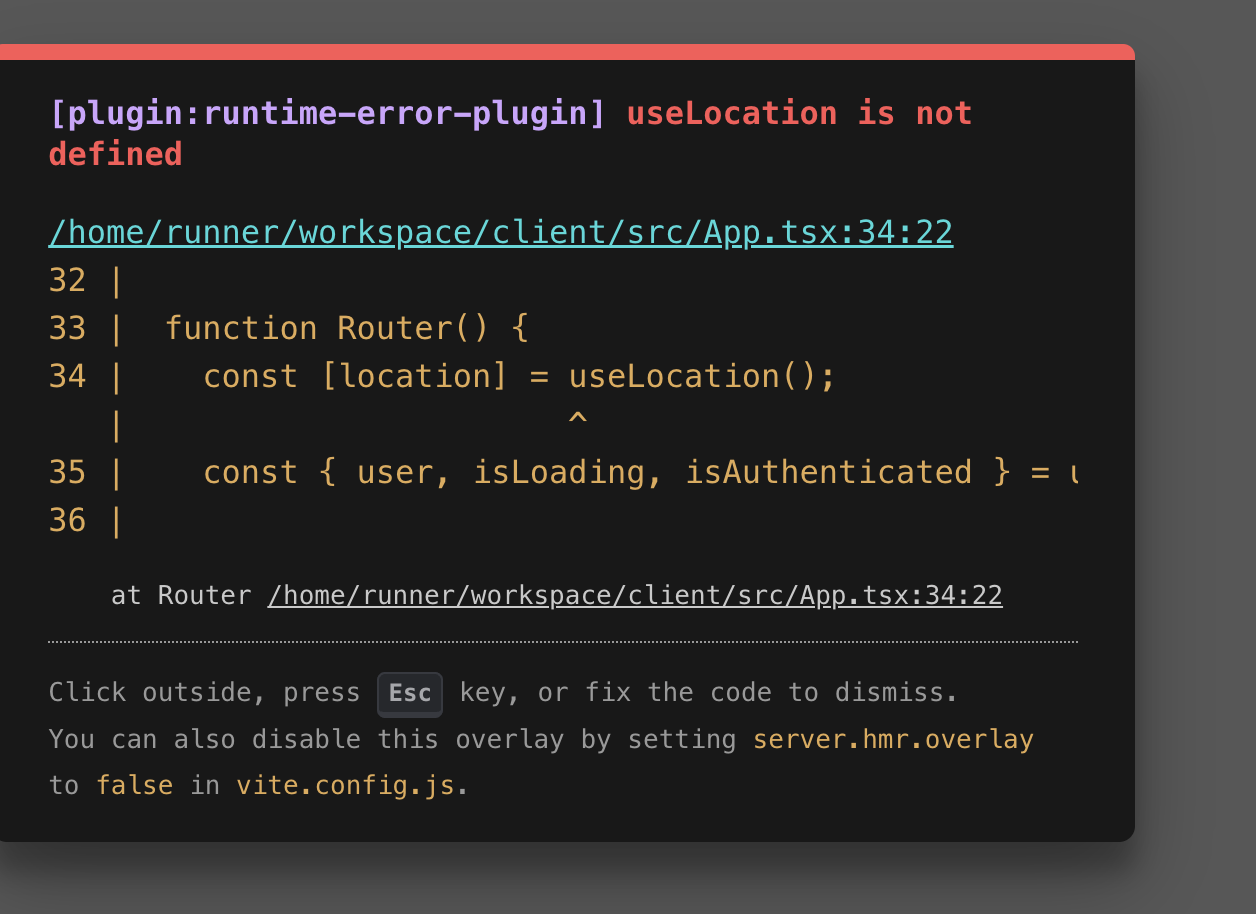 [plugin:runtime-error-plugin] useLocation is not
defined
/home/runner/workspace/client/src/App.tsx:34:22
32 |
33 |  function Router() {
34 |    const [location] = useLocation();
   |                       ^
35 |    const { user, isLoading, isAuthenticated } =
36 |
at Router /home/runner/workspace/client/src/App.tsx:34:22
Click outside, press Esc key, or fix the code to dismiss.
You can also disable this overlay by setting server.hmr.overlay
to false in vite.config.js.